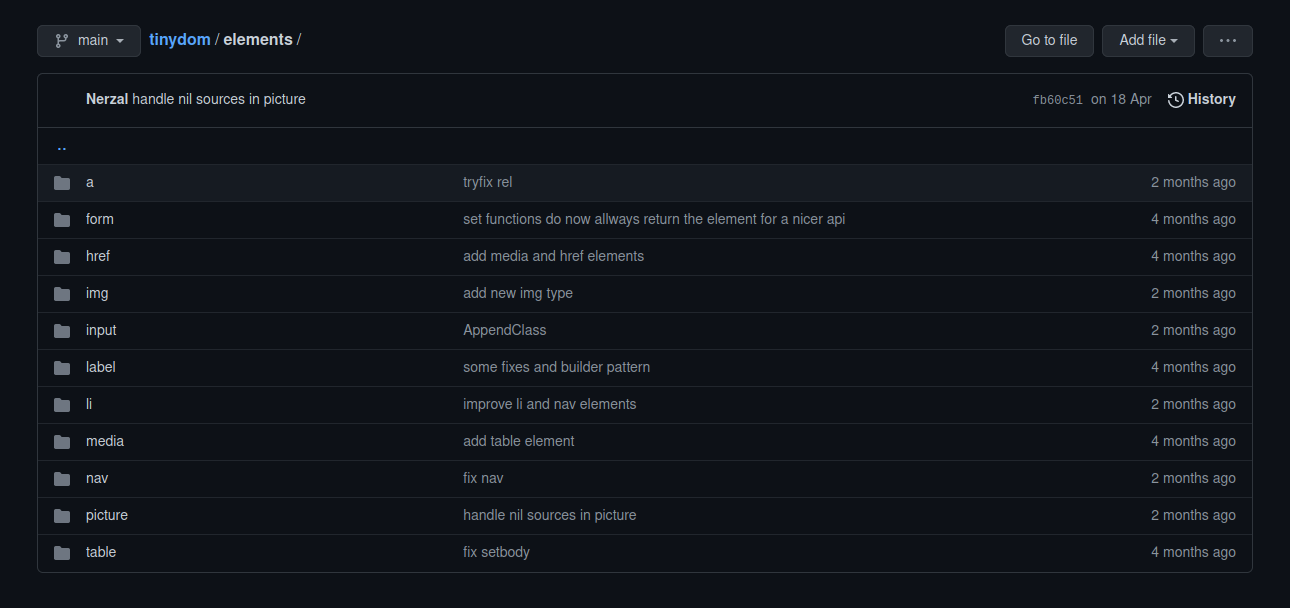 main tinydom / elements / Go to file Add file ...
Nerzal handle nil sources in picture fb60c51 on 18 Apr History
..
a tryfix rel 2 months ago
form set functions do now allways return the element for a nicer api 4 months ago
href add media and href elements 4 months ago
img add new img type 2 months ago
input AppendClass 2 months ago
label some fixes and builder pattern 4 months ago
li improve li and nav elements 2 months ago
media add table element 4 months ago
nav fix nav 2 months ago
picture handle nil sources in picture 2 months ago
table fix setbody 4 months ago